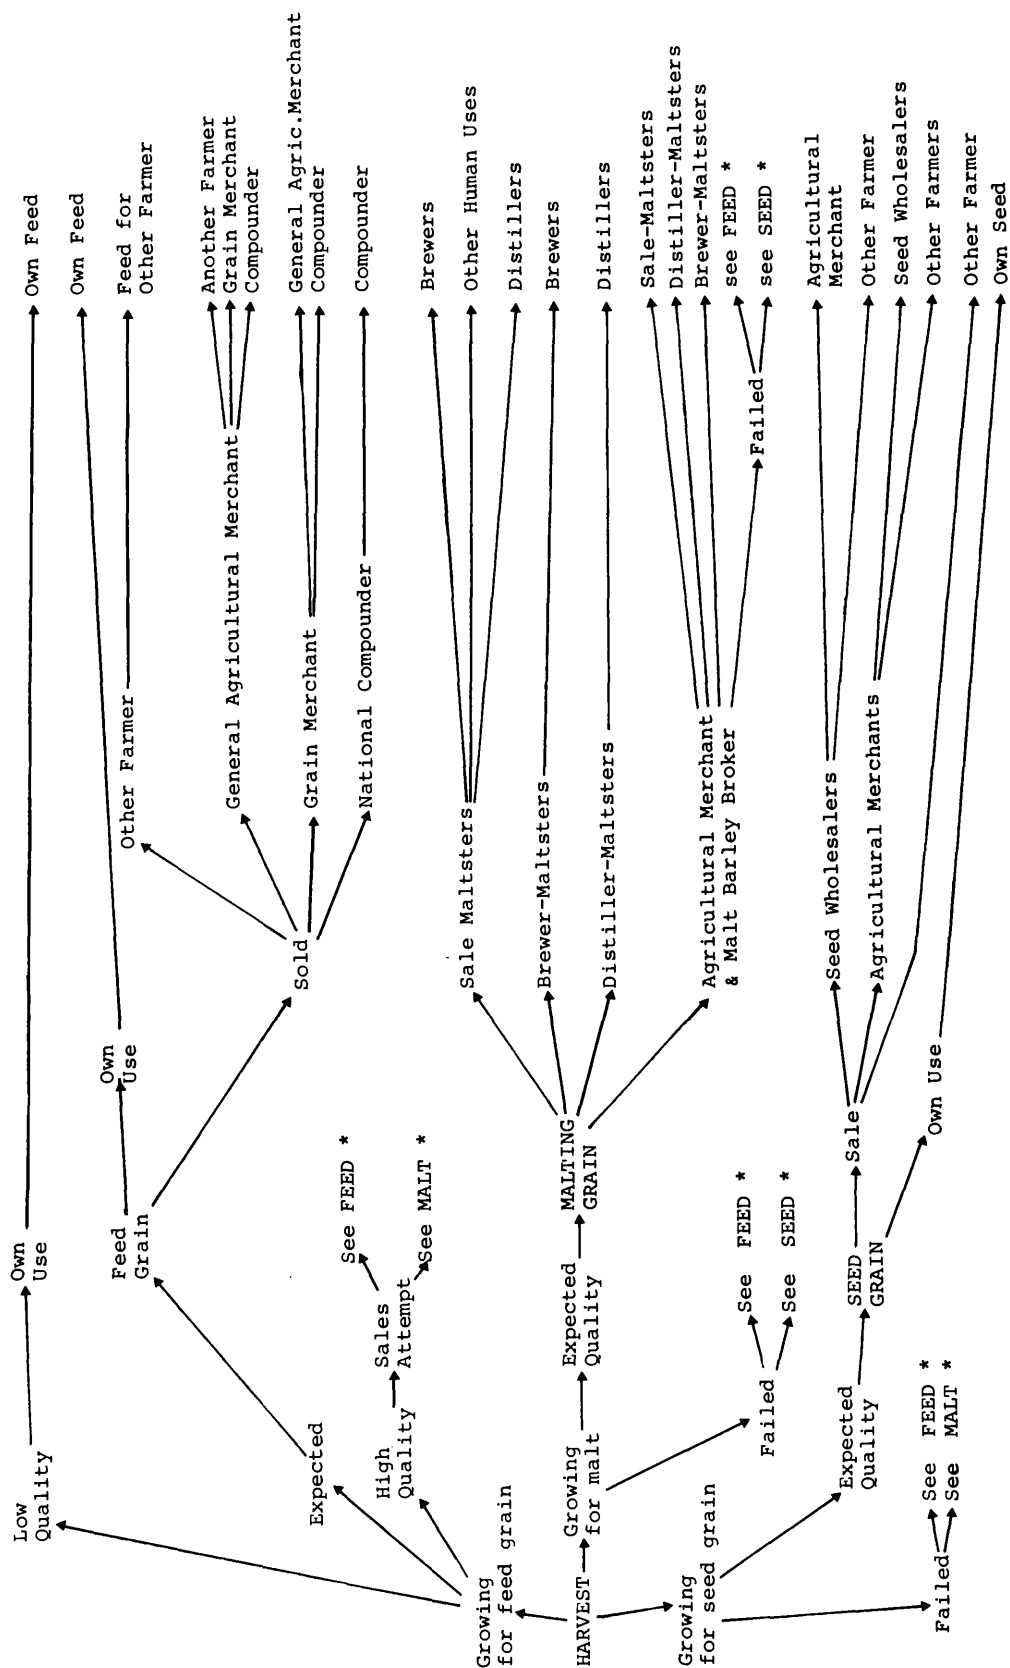 HARVEST
Growing
for feed grain
Low
Quality
Own
Use
Own Feed
Expected
Feed
Grain
Own
Use
Own Feed
Sold
Other Farmer
Feed for
Other Farmer
General Agricultural Merchant
Another Farmer
Grain Merchant
Compounder
Grain Merchant
General Agric.Merchant
Compounder
National Compounder
Compounder
High
Quality
Sales
Attempt
See FEED *
See MALT *
Growing
for malt
Expected
Quality
MALTING
GRAIN
Sale Maltsters
Brewers
Other Human Uses
Distillers
Brewer-Maltsters
Brewers
Distiller-Maltsters
Distillers
Agricultural Merchant
& Malt Barley Broker
Sale-Maltsters
Distiller-Maltsters
Brewer-Maltsters
Failed
see FEED *
see SEED *
Failed
See FEED *
See SEED *
Growing
for seed grain
Expected
Quality
SEED
GRAIN
Sale
Seed Wholesalers
Agricultural
Merchant
Other Farmer
Agricultural Merchants
Seed Wholesalers
Other Farmers
Other Farmer
Own Use
Own Seed
Failed
See FEED *
See MALT *